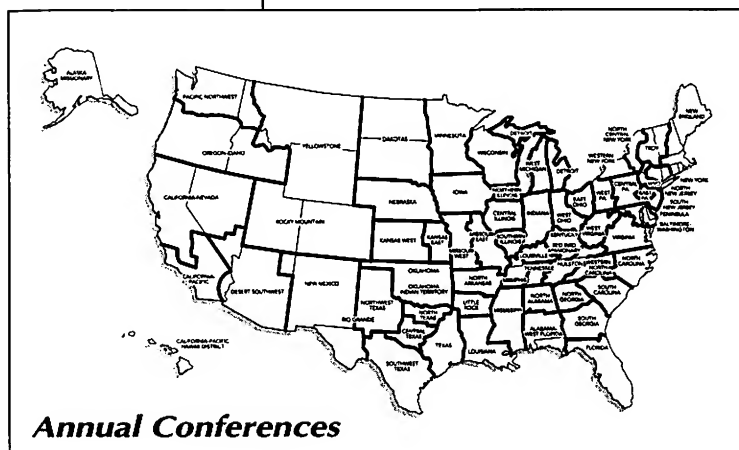 ALASKA
MISSIONARY
PACIFIC NORTHWEST
OREGON-IDAHO
YELLOWSTONE
DAKOTAS
MINNESOTA
WISCONSIN
DETROIT
WEST
MICHIGAN
DETROIT
NORTH
CENTRAL
NEW YORK
WESTERN
NEW YORK
TROY
NEW
ENGLAND
NEW YORK
NORTH
NEW JERSEY
SOUTH
NEW JERSEY
PENINSULA
BALTIMORE-
WASHINGTON
CALIFORNIA-NEVADA
ROCKY MOUNTAIN
NEBRASKA
IOWA
NORTHERN
ILLINOIS
CENTRAL
ILLINOIS
INDIANA
WEST
OHIO
EAST
OHIO
WEST
PA
CENTRAL
PA
KANSAS WEST
KANSAS
EAST
MISSOURI
WEST
MISSOURI
EAST
SOUTHERN
ILLINOIS
KENTUCKY
LOUISVILLE
RED BIRD
MISSIONARY
WEST
VIRGINIA
VIRGINIA
HOLSTON
TENNESSEE
MEMPHIS
WESTERN
NORTH
CAROLINA
NORTH
CAROLINA
SOUTH
CAROLINA
CALIFORNIA
PACIFIC
DESERT SOUTHWEST
NEW MEXICO
OKLAHOMA
OKLAHOMA
INDIAN TERRITORY
NORTH
ARKANSAS
LITTLE
ROCK
MISSISSIPPI
NORTH
ALABAMA
NORTH
GEORGIA
SOUTH
GEORGIA
ALABAMA-
WEST FLORIDA
FLORIDA
NORTHWEST
TEXAS
NORTH
TEXAS
RIO GRANDE
CENTRAL
TEXAS
TEXAS
LOUISIANA
SOUTHWEST
TEXAS
CALIFORNIA-PACIFIC
HAWAII DISTRICT
Annual Conferences